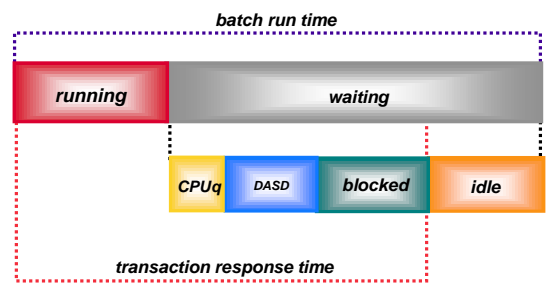 batch run time
running
waiting
CPUq
DASD
blocked
idle
transaction response time